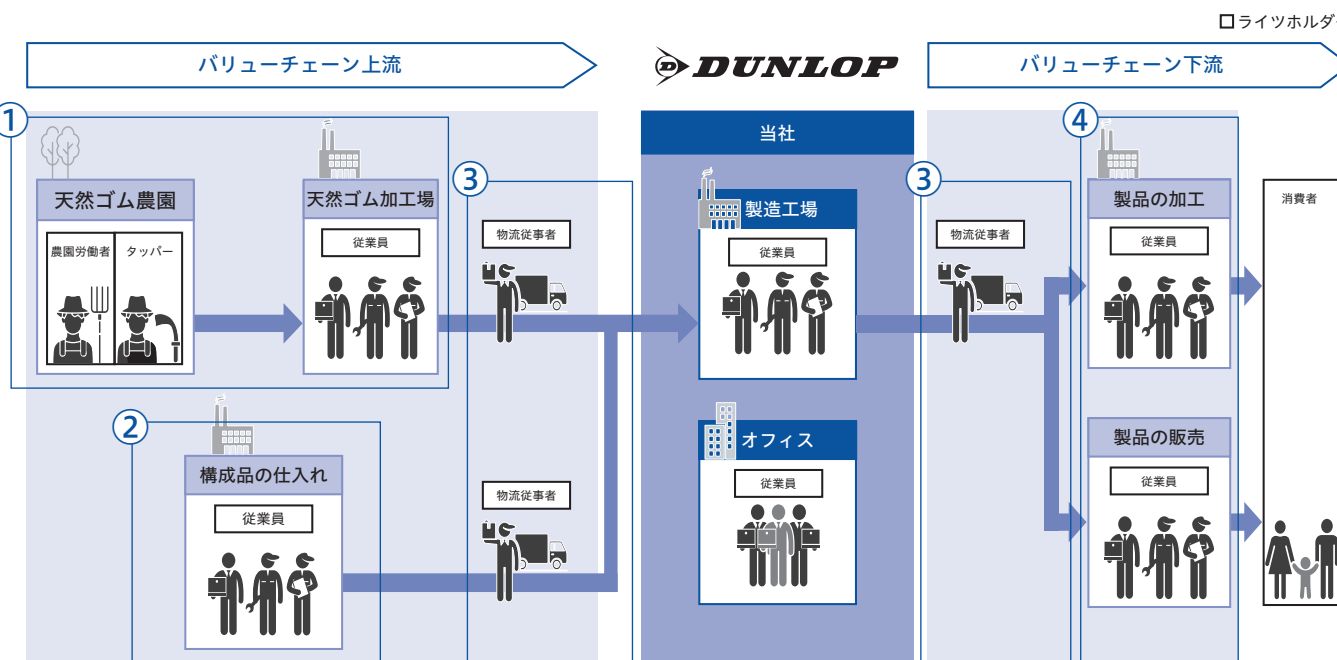 □ライツホルダー
バリューチェーン上流
DUNLOP
バリューチェーン下流
①
天然ゴム農園
農園労働者
タッパー
天然ゴム加工場
従業員
③
物流従事者
②
構成品の仕入れ
従業員
物流従事者
当社
製造工場
従業員
オフィス
従業員
③
物流従事者
④
製品の加工
従業員
製品の販売
従業員
消費者